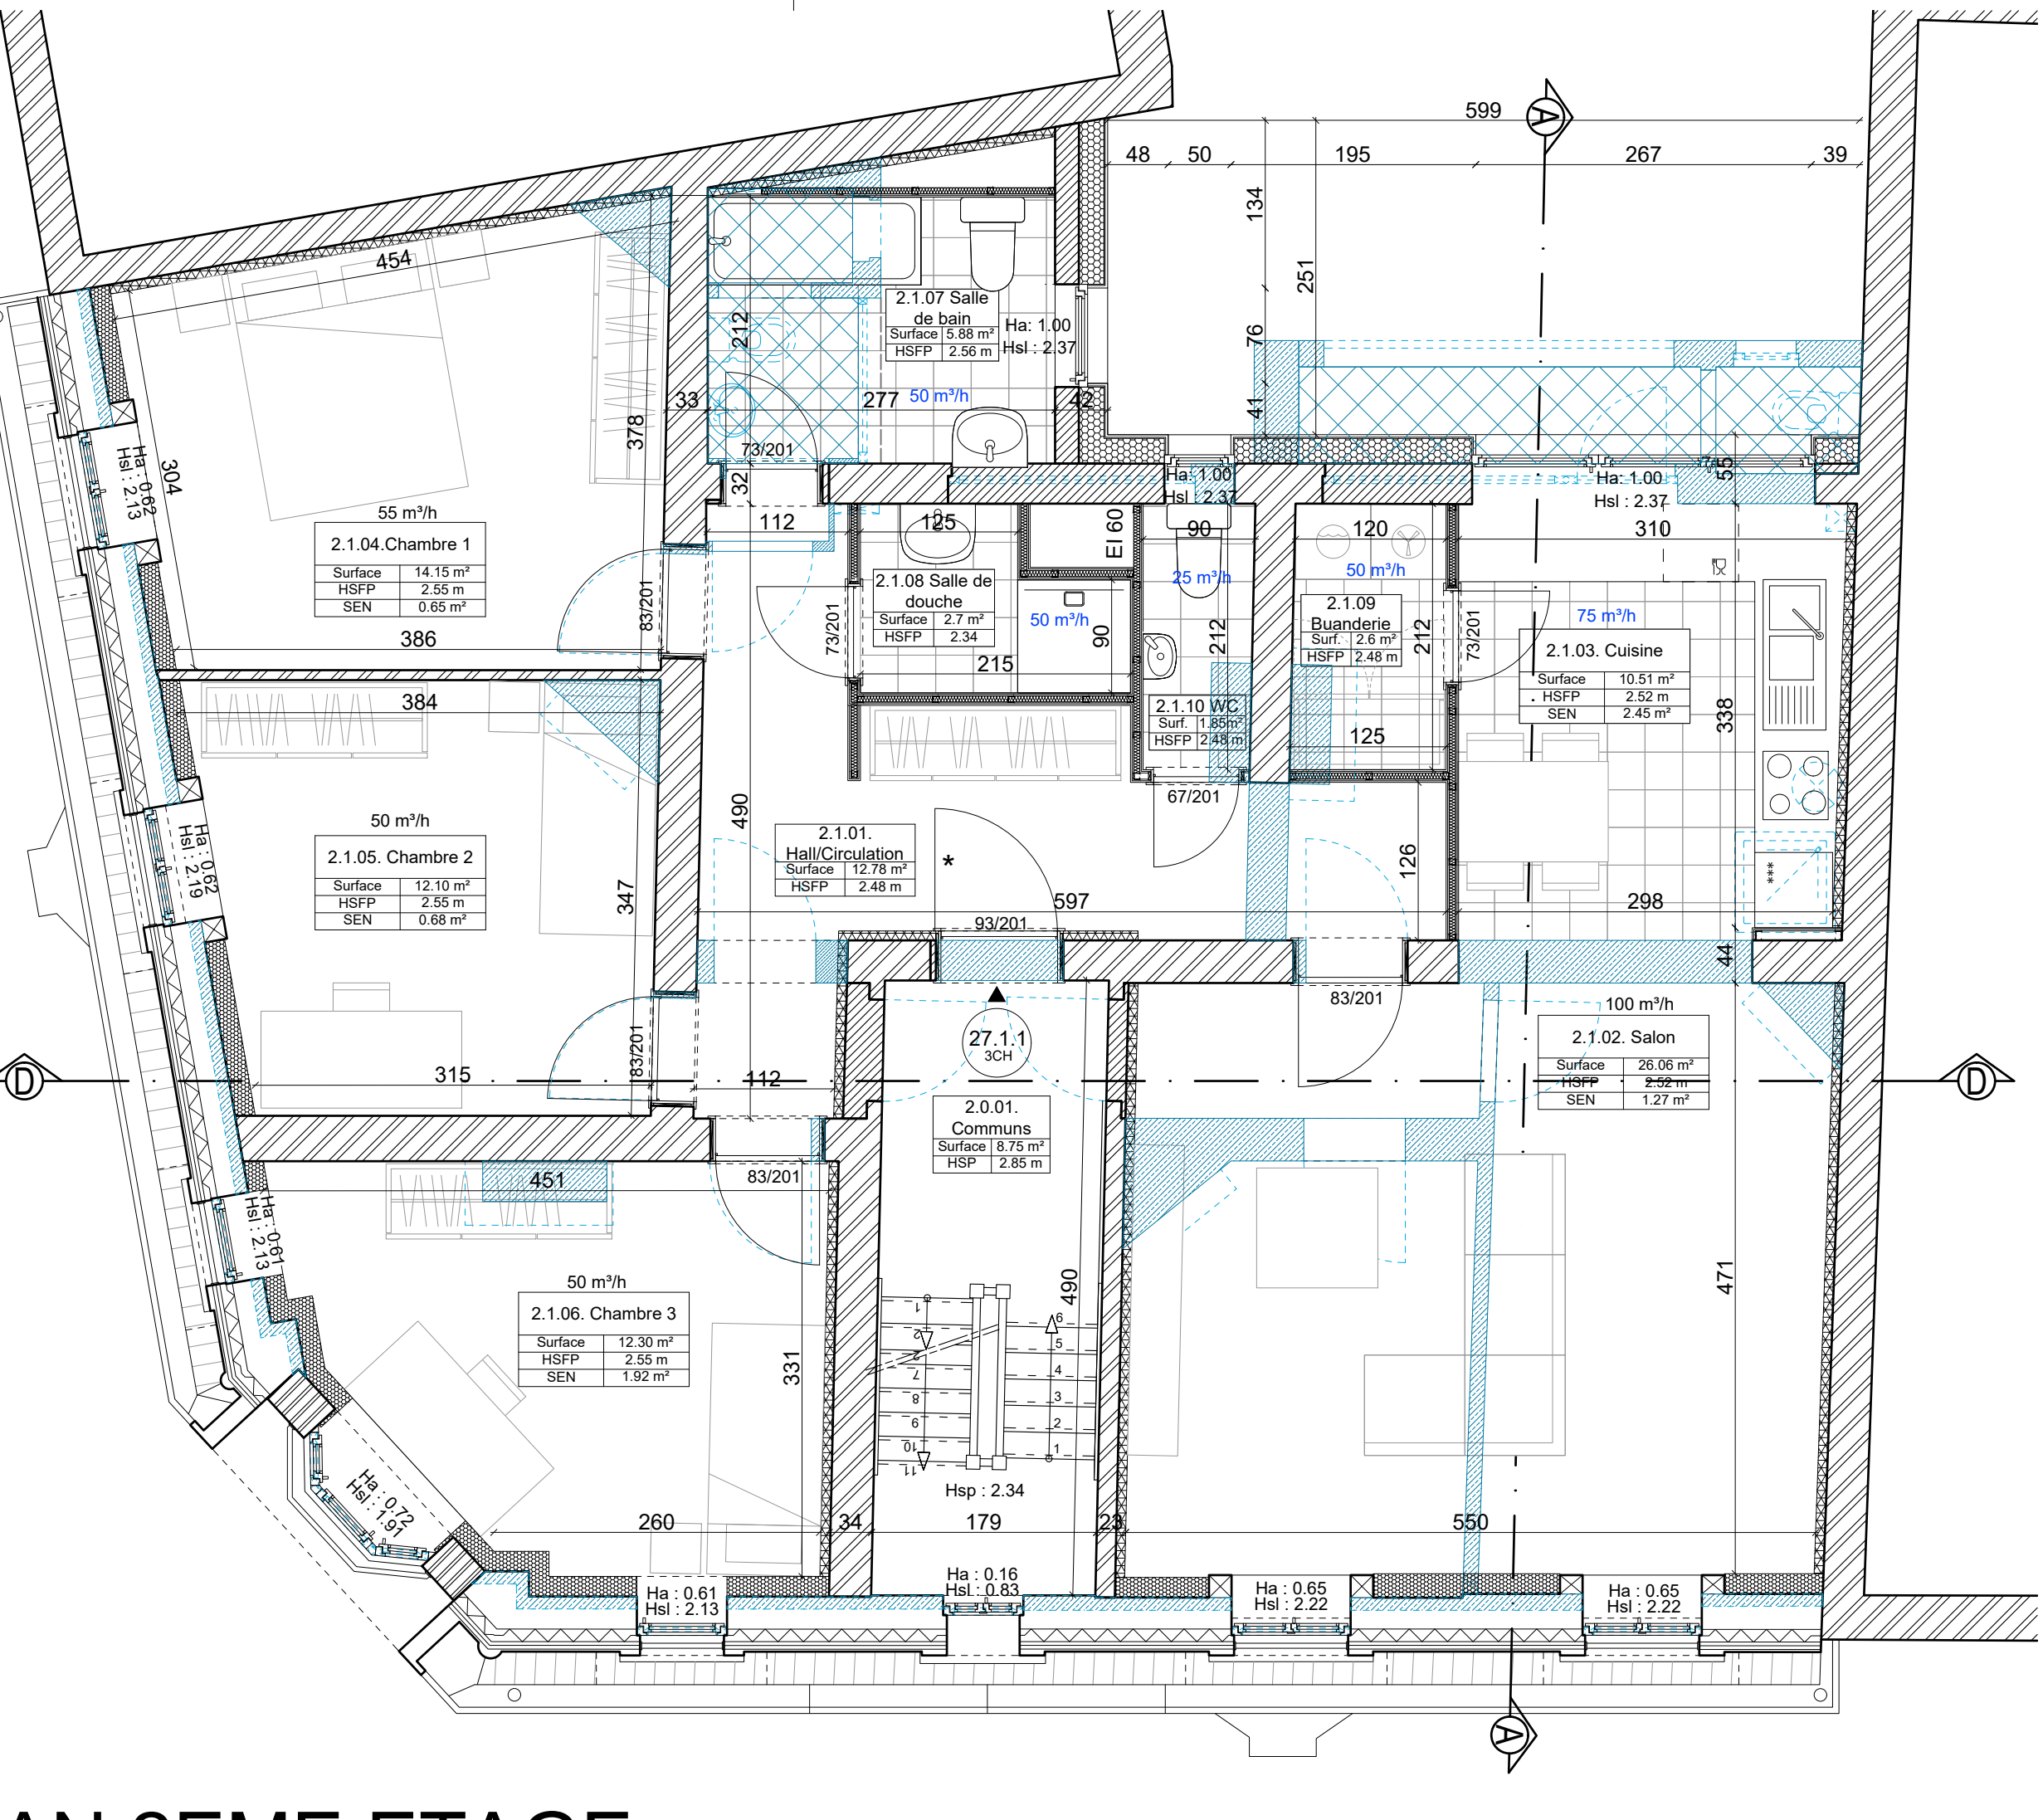 599
A
48
50
195
267
39
134
251
76
41
454
2.1.07 Salle
de bain
Surface 5.88 m²
HSFP 2.56 m
Ha: 1.00
Hsl : 2.37
212
50 m³/h
33
277
42
378
304
Ha : 0.62
Hsl : 2.13
73/201
32
Ha: 1.00
Hsl : 2.37
Ha: 1.00
Hsl : 2.37
55
55 m³/h
2.1.04.Chambre 1
Surface 14.15 m²
HSFP 2.55 m
SEN 0.65 m²
386
83/201
112
125
EI 60
90
120
310
2.1.08 Salle de
douche
Surface 2.7 m²
HSFP 2.34
50 m³/h
90
215
73/201
25 m³/h
212
2.1.10 WC
Surf. 1.85m²
HSFP 2.48 m
67/201
50 m³/h
2.1.09
Buanderie
Surf. 2.6 m²
HSFP 2.48 m
212
125
73/201
75 m³/h
2.1.03. Cuisine
Surface 10.51 m²
HSFP 2.52 m
SEN 2.45 m²
338
384
50 m³/h
2.1.05. Chambre 2
Surface 12.10 m²
HSFP 2.55 m
SEN 0.68 m²
Ha : 0.62
Hsl : 2.19
347
490
2.1.01.
Hall/Circulation
Surface 12.78 m²
HSFP 2.48 m
*
126
***
597
298
93/201
44
83/201
100 m³/h
2.1.02. Salon
Surface 26.06 m²
HSFP 2.52 m
SEN 1.27 m²
27.1.1
3CH
83/201
D
315
112
D
2.0.01.
Communs
Surface 8.75 m²
HSP 2.85 m
83/201
451
Ha : 0.61
Hsl : 2.13
50 m³/h
2.1.06. Chambre 3
Surface 12.30 m²
HSFP 2.55 m
SEN 1.92 m²
331
490
471
1
2
7
8
9
10
11
6
5
4
3
2
1
Hsp : 2.34
Ha : 0.72
Hsl : 1.91
260
34
179
23
550
Ha : 0.61
Hsl : 2.13
Ha : 0.16
Hsl : 0.83
Ha : 0.65
Hsl : 2.22
Ha : 0.65
Hsl : 2.22
A